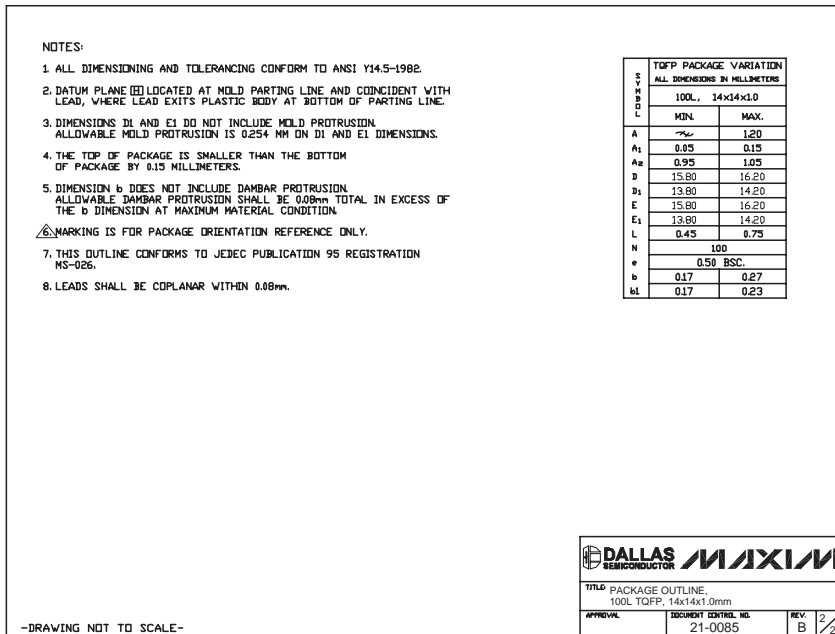 NOTES:
1. ALL DIMENSIONING AND TOLERANCING CONFORM TO ANSI Y14.5-1982.
2. DATUM PLANE H LOCATED AT MOLD PARTING LINE AND COINCIDENT WITH
LEAD, WHERE LEAD EXITS PLASTIC BODY AT BOTTOM OF PARTING LINE.
3. DIMENSIONS D1 AND E1 DO NOT INCLUDE MOLD PROTRUSION.
ALLOWABLE MOLD PROTRUSION IS 0.254 MM ON D1 AND E1 DIMENSIONS.
4. THE TOP OF PACKAGE IS SMALLER THAN THE BOTTOM
OF PACKAGE BY 0.15 MILLIMETERS.
5. DIMENSION b DOES NOT INCLUDE DAMBAR PROTRUSION.
ALLOWABLE DAMBAR PROTRUSION SHALL BE 0.08mm TOTAL IN EXCESS OF
THE b DIMENSION AT MAXIMUM MATERIAL CONDITION.
6. MARKING IS FOR PACKAGE ORIENTATION REFERENCE ONLY.
7. THIS OUTLINE CONFORMS TO JEDEC PUBLICATION 95 REGISTRATION
MS-026.
8. LEADS SHALL BE COPLANAR WITHIN 0.08mm.
SYMBOL
TQFP PACKAGE VARIATION
ALL DIMENSIONS IN MILLIMETERS
100L, 14x14x1.0
MIN. MAX.
A 1.20
A1 0.05 0.15
A2 0.95 1.05
D 15.80 16.20
D1 13.80 14.20
E 15.80 16.20
E1 13.80 14.20
L 0.45 0.75
N 100
e 0.50 BSC.
b 0.17 0.27
b1 0.17 0.23
-DRAWING NOT TO SCALE-
DALLAS SEMICONDUCTOR MAXIM
TITLE: PACKAGE OUTLINE,
100L TQFP, 14x14x1.0mm
APPROVAL DOCUMENT CONTROL NO. REV.
21-0085 B 2/2